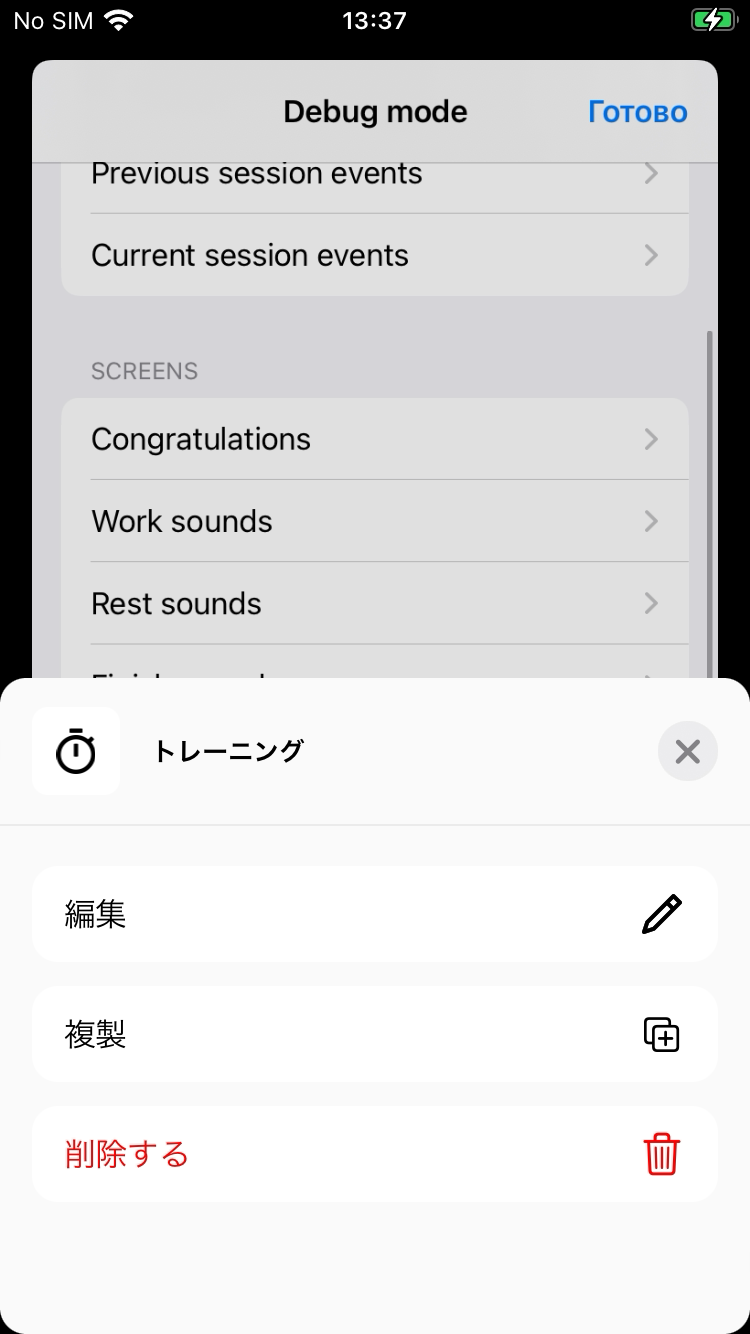 No SIM 13:37
Debug mode Готово
Previous session events
Current session events
SCREENS
Congratulations
Work sounds
Rest sounds
トレーニング
編集
複製
削除する